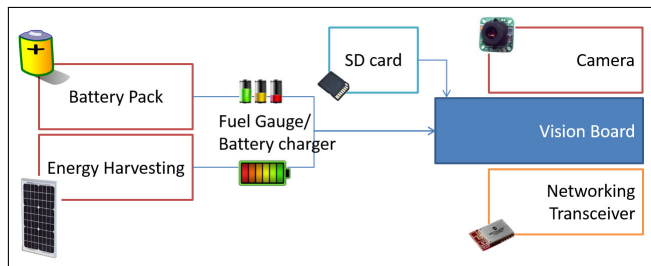 Battery Pack
Energy Harvesting
Fuel Gauge/
Battery charger
SD card
Camera
Vision Board
Networking
Transceiver